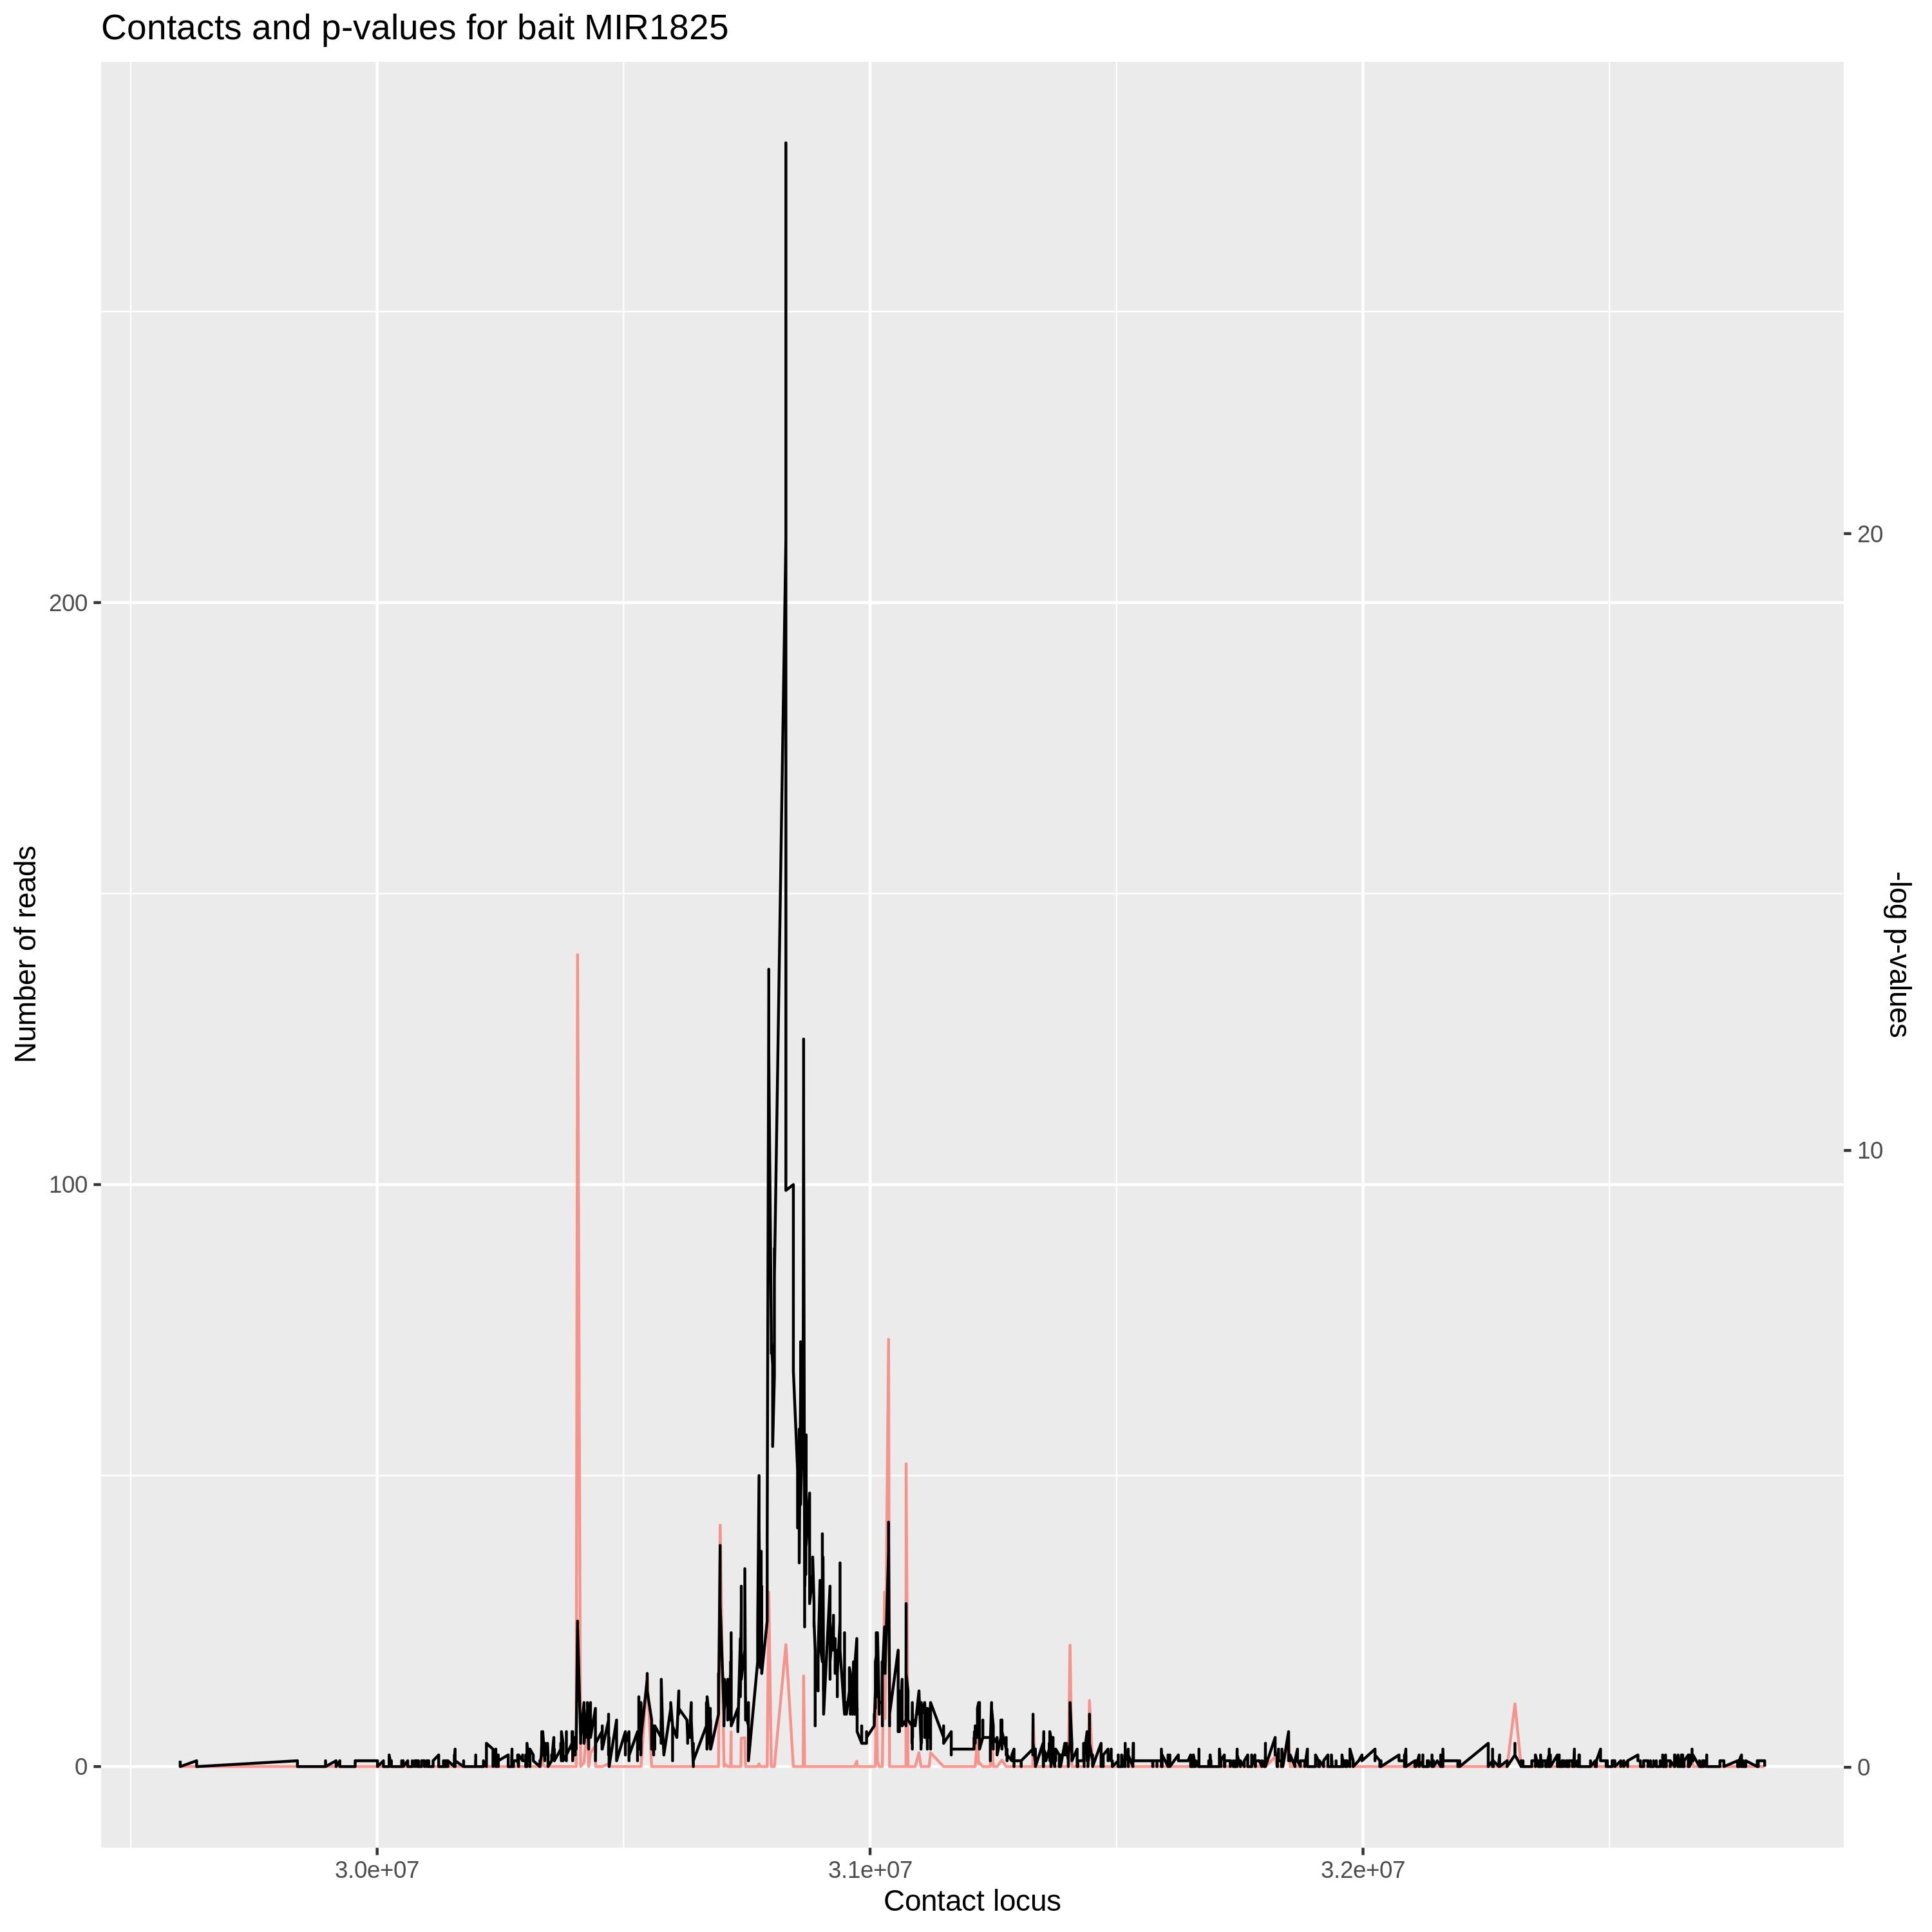 Contacts and p-values for bait MIR1825
Number of reads
200
100
0
20
10
0
-log p-values
3.0e+07
3.1e+07
3.2e+07
Contact locus